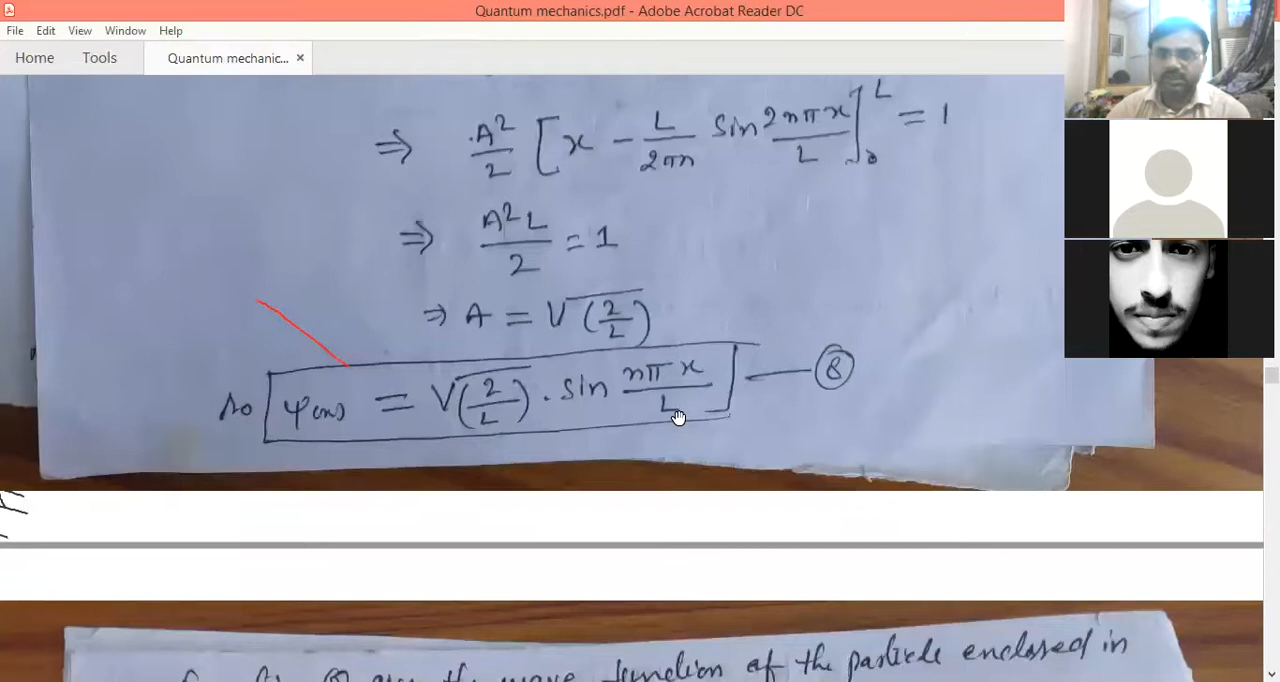 Quantum mechanics.pdf - Adobe Acrobat Reader DC
File Edit View Window Help
Home Tools Quantum mechanic... ×
⇒ A²/2 [x - L/2πn sin 2nπx/L]₀ᴸ = 1
⇒ A²L/2 = 1
⇒ A = √(2/L)
So ψ(x) = √(2/L) . sin nπx/L — ⑧
the wave function of the particle enclosed in